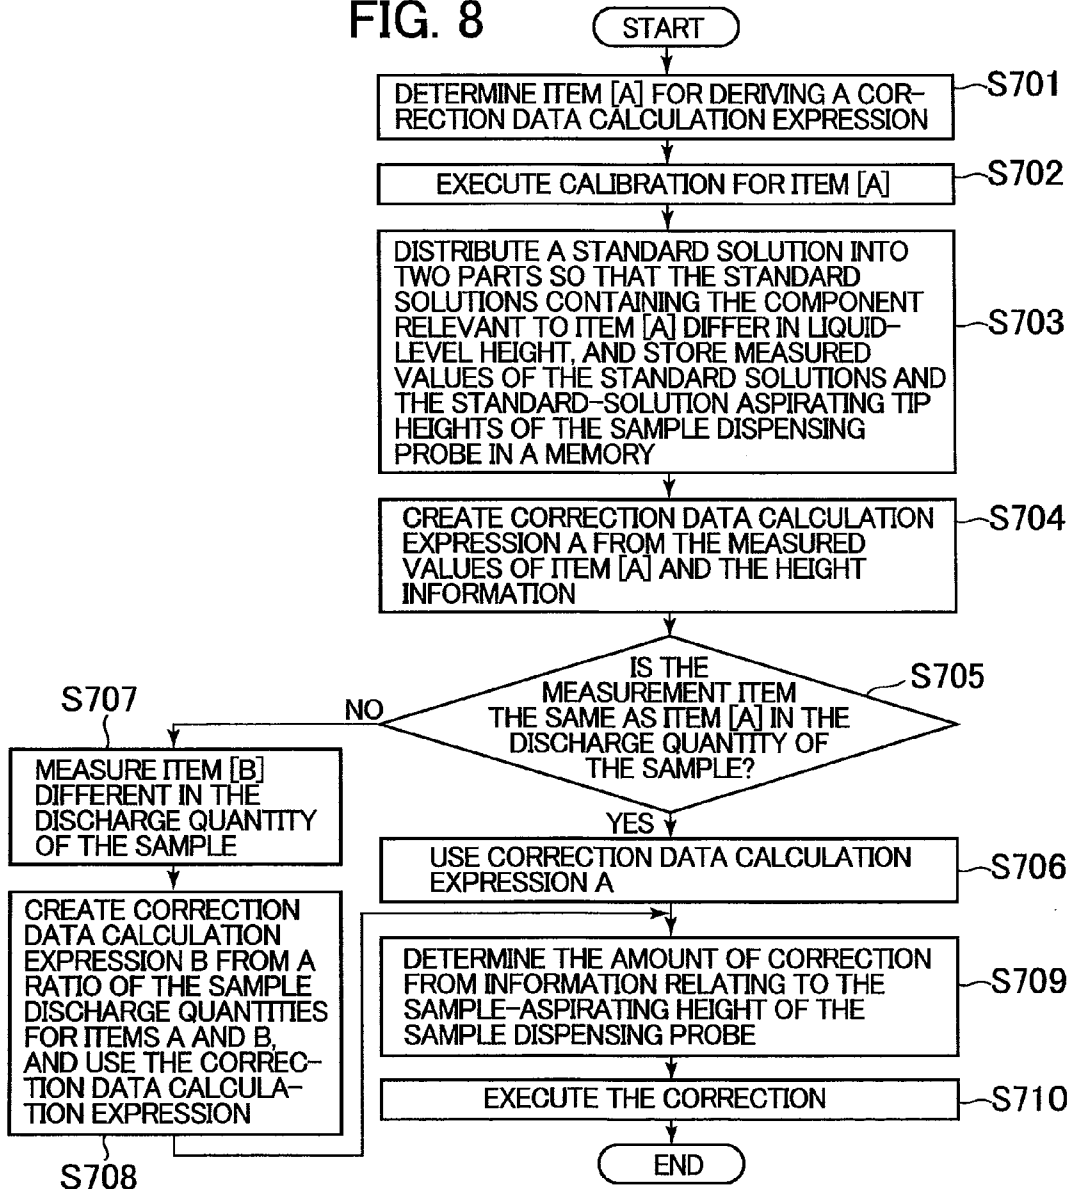 FIG. 8
START
DETERMINE ITEM [A] FOR DERIVING A COR-
RECTION DATA CALCULATION EXPRESSION
S701
EXECUTE CALIBRATION FOR ITEM [A]
S702
DISTRIBUTE A STANDARD SOLUTION INTO
TWO PARTS SO THAT THE STANDARD
SOLUTIONS CONTAINING THE COMPONENT
RELEVANT TO ITEM [A] DIFFER IN LIQUID-
LEVEL HEIGHT, AND STORE MEASURED
VALUES OF THE STANDARD SOLUTIONS AND
THE STANDARD-SOLUTION ASPIRATING TIP
HEIGHTS OF THE SAMPLE DISPENSING
PROBE IN A MEMORY
S703
CREATE CORRECTION DATA CALCULATION
EXPRESSION A FROM THE MEASURED
VALUES OF ITEM [A] AND THE HEIGHT
INFORMATION
S704
IS THE
MEASUREMENT ITEM
THE SAME AS ITEM [A] IN THE
DISCHARGE QUANTITY OF
THE SAMPLE?
S705
NO
YES
S707
MEASURE ITEM [B]
DIFFERENT IN THE
DISCHARGE QUANTITY
OF THE SAMPLE
USE CORRECTION DATA CALCULATION
EXPRESSION A
S706
CREATE CORRECTION
DATA CALCULATION
EXPRESSION B FROM A
RATIO OF THE SAMPLE
DISCHARGE QUANTITIES
FOR ITEMS A AND B,
AND USE THE CORREC-
TION DATA CALCULA-
TION EXPRESSION
S708
DETERMINE THE AMOUNT OF CORRECTION
FROM INFORMATION RELATING TO THE
SAMPLE-ASPIRATING HEIGHT OF THE
SAMPLE DISPENSING PROBE
S709
EXECUTE THE CORRECTION
S710
END